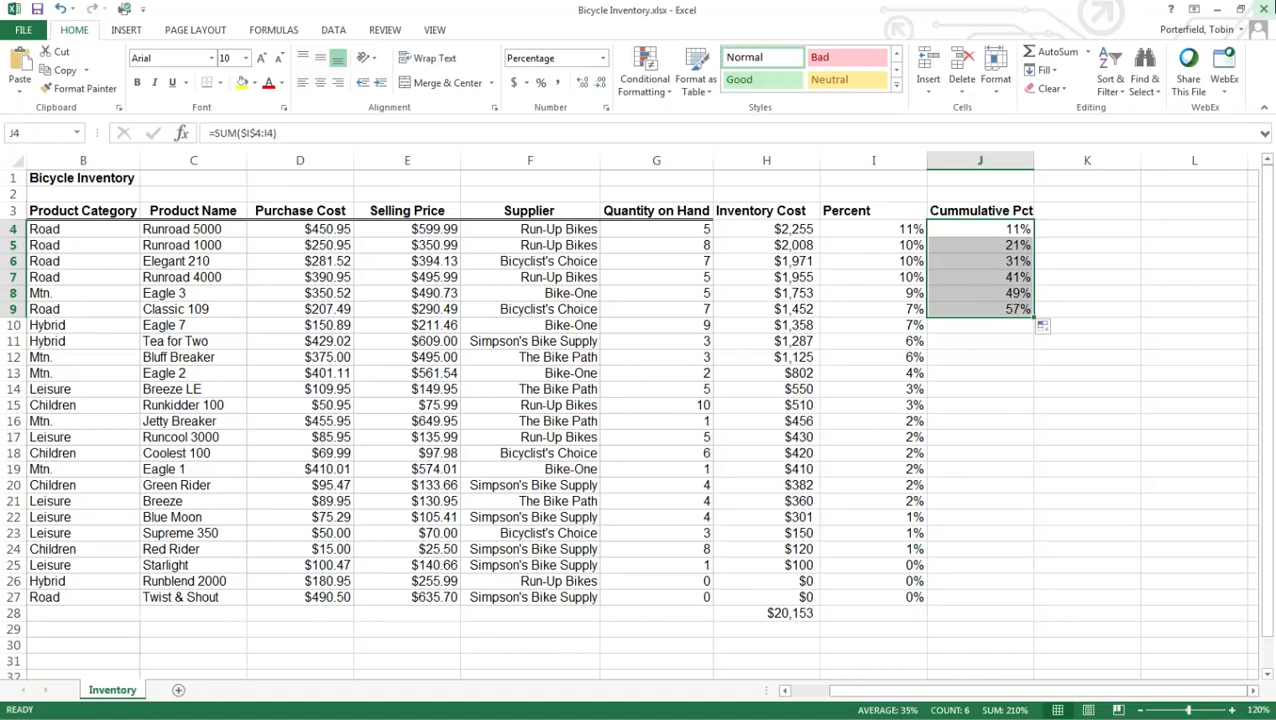 Bicycle Inventory.xlsx - Excel
FILE HOME INSERT PAGE LAYOUT FORMULAS DATA REVIEW VIEW Porterfield, Tobin
Paste Cut Copy Format Painter Clipboard
Arial 10 B I U Font
Wrap Text Merge & Center Alignment
Percentage $ % , Number
Conditional Formatting Format as Table Normal Bad Good Neutral Styles
Insert Delete Format Cells
AutoSum Fill Clear Sort & Filter Find & Select Editing
Share This File WebEx WebEx
J4 fx =SUM($I$4:I4)
B C D E F G H I J K L
1 Bicycle Inventory
2
3 Product Category Product Name Purchase Cost Selling Price Supplier Quantity on Hand Inventory Cost Percent Cummulative Pct
4 Road Runroad 5000 $450.95 $599.99 Run-Up Bikes 5 $2,255 11% 11%
5 Road Runroad 1000 $250.95 $350.99 Run-Up Bikes 8 $2,008 10% 21%
6 Road Elegant 210 $281.52 $394.13 Bicyclist's Choice 7 $1,971 10% 31%
7 Road Runroad 4000 $390.95 $495.99 Run-Up Bikes 5 $1,955 10% 41%
8 Mtn. Eagle 3 $350.52 $490.73 Bike-One 5 $1,753 9% 49%
9 Road Classic 109 $207.49 $290.49 Bicyclist's Choice 7 $1,452 7% 57%
10 Hybrid Eagle 7 $150.89 $211.46 Bike-One 9 $1,358 7%
11 Hybrid Tea for Two $429.02 $609.00 Simpson's Bike Supply 3 $1,287 6%
12 Mtn. Bluff Breaker $375.00 $495.00 The Bike Path 3 $1,125 6%
13 Mtn. Eagle 2 $401.11 $561.54 Bike-One 2 $802 4%
14 Leisure Breeze LE $109.95 $149.95 The Bike Path 5 $550 3%
15 Children Runkidder 100 $50.95 $75.99 Run-Up Bikes 10 $510 3%
16 Mtn. Jetty Breaker $455.95 $649.95 The Bike Path 1 $456 2%
17 Leisure Runcool 3000 $85.95 $135.99 Run-Up Bikes 5 $430 2%
18 Children Coolest 100 $69.99 $97.98 Bicyclist's Choice 6 $420 2%
19 Mtn. Eagle 1 $410.01 $574.01 Bike-One 1 $410 2%
20 Children Green Rider $95.47 $133.66 Simpson's Bike Supply 4 $382 2%
21 Leisure Breeze $89.95 $130.95 The Bike Path 4 $360 2%
22 Leisure Blue Moon $75.29 $105.41 Simpson's Bike Supply 4 $301 1%
23 Leisure Supreme 350 $50.00 $70.00 Bicyclist's Choice 3 $150 1%
24 Children Red Rider $15.00 $25.50 Simpson's Bike Supply 8 $120 1%
25 Leisure Starlight $100.47 $140.66 Simpson's Bike Supply 1 $100 0%
26 Hybrid Runblend 2000 $180.95 $255.99 Run-Up Bikes 0 $0 0%
27 Road Twist & Shout $490.50 $635.70 Simpson's Bike Supply 0 $0 0%
28 $20,153
29
30
31
32
Inventory
READY AVERAGE: 35% COUNT: 6 SUM: 210% 120%